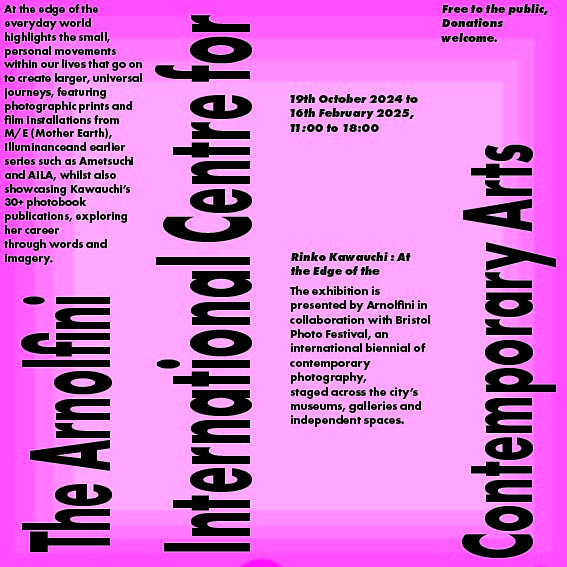 At the edge of the
everyday world
highlights the small,
personal movements
within our lives that go on
to create larger, universal
journeys, featuring
photographic prints and
film installations from
M/E (Mother Earth),
Illuminanceand earlier
series such as Ametsuchi
and AILA, whilst also
showcasing Kawauchi's
30+ photobook
publications, exploring
her career
through words and
imagery.
The Arnolfini
International Centre for
Contemporary Arts
19th October 2024 to
16th February 2025,
11:00 to 18:00
Rinko Kawauchi : At
the Edge of the
The exhibition is
presented by Arnolfini in
collaboration with Bristol
Photo Festival, an
international biennial of
contemporary
photography,
staged across the city's
museums, galleries and
independent spaces.
Free to the public,
Donations
welcome.